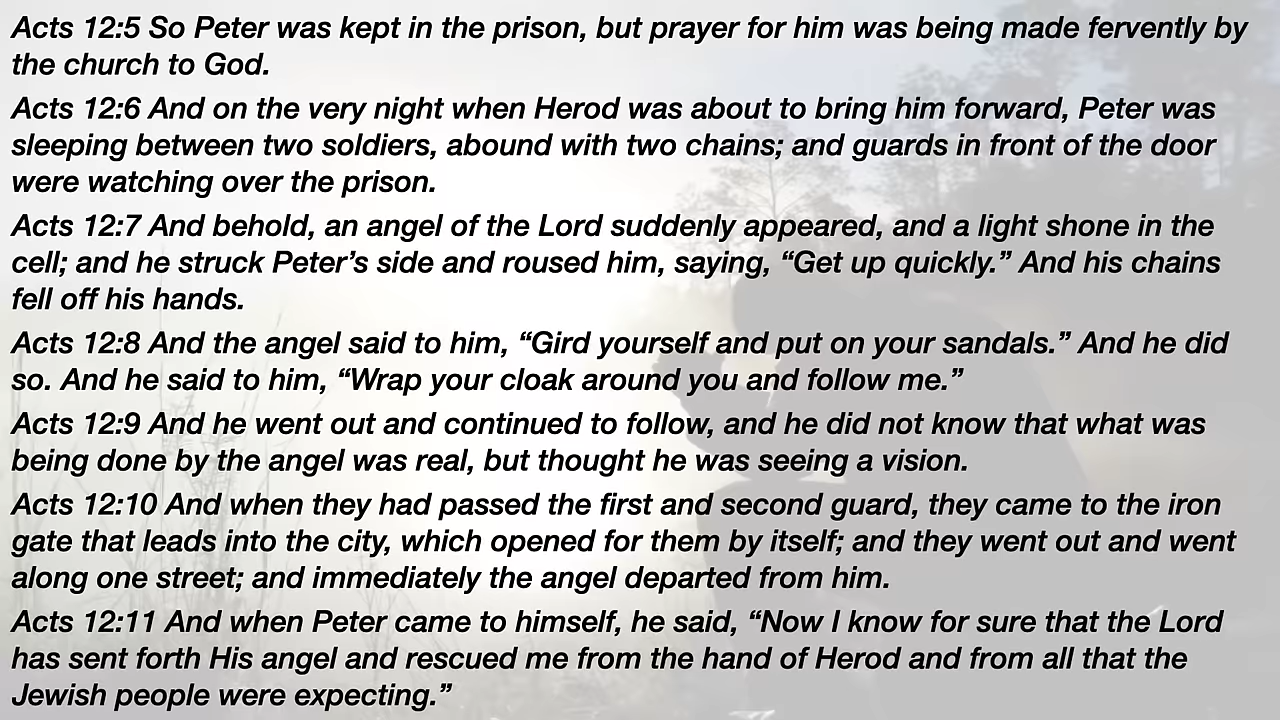 Acts 12:5 So Peter was kept in the prison, but prayer for him was being made fervently by
the church to God.
Acts 12:6 And on the very night when Herod was about to bring him forward, Peter was
sleeping between two soldiers, abound with two chains; and guards in front of the door
were watching over the prison.
Acts 12:7 And behold, an angel of the Lord suddenly appeared, and a light shone in the
cell; and he struck Peter’s side and roused him, saying, “Get up quickly.” And his chains
fell off his hands.
Acts 12:8 And the angel said to him, “Gird yourself and put on your sandals.” And he did
so. And he said to him, “Wrap your cloak around you and follow me.”
Acts 12:9 And he went out and continued to follow, and he did not know that what was
being done by the angel was real, but thought he was seeing a vision.
Acts 12:10 And when they had passed the first and second guard, they came to the iron
gate that leads into the city, which opened for them by itself; and they went out and went
along one street; and immediately the angel departed from him.
Acts 12:11 And when Peter came to himself, he said, “Now I know for sure that the Lord
has sent forth His angel and rescued me from the hand of Herod and from all that the
Jewish people were expecting.”